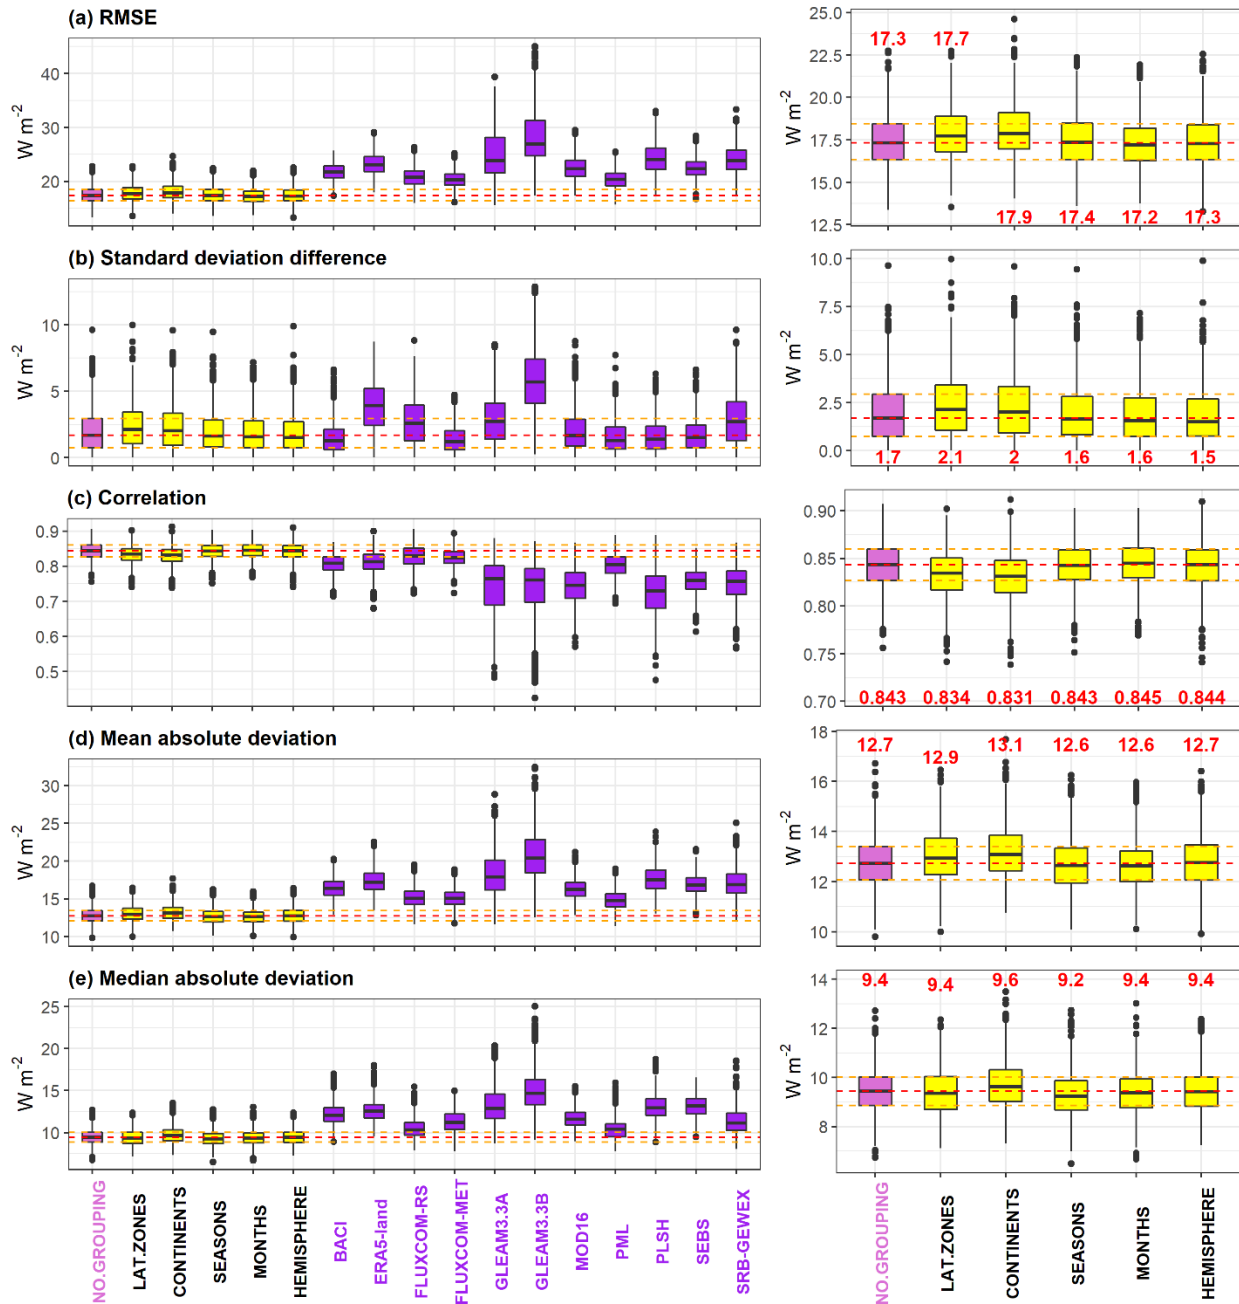 (a) RMSE
W m-2
40
30
20
25.0
22.5
20.0
17.5
15.0
12.5
W m-2
17.3
17.7
17.9
17.4
17.2
17.3
(b) Standard deviation difference
W m-2
10
5
0
10.0
7.5
5.0
2.5
0.0
W m-2
1.7
2.1
2
1.6
1.6
1.5
(c) Correlation
0.9
0.8
0.7
0.6
0.5
0.90
0.85
0.80
0.75
0.70
0.843
0.834
0.831
0.843
0.845
0.844
(d) Mean absolute deviation
W m-2
30
25
20
15
10
18
16
14
12
10
W m-2
12.7
12.9
13.1
12.6
12.6
12.7
(e) Median absolute deviation
W m-2
25
20
15
10
14
12
10
8
W m-2
9.4
9.4
9.6
9.2
9.4
9.4
NO.GROUPING
LAT.ZONES
CONTINENTS
SEASONS
MONTHS
HEMISPHERE
BACI
ERA5-land
FLUXCOM-RS
FLUXCOM-MET
GLEAM3.3A
GLEAM3.3B
MOD16
PML
PLSH
SEBS
SRB-GEWEX
NO.GROUPING
LAT.ZONES
CONTINENTS
SEASONS
MONTHS
HEMISPHERE